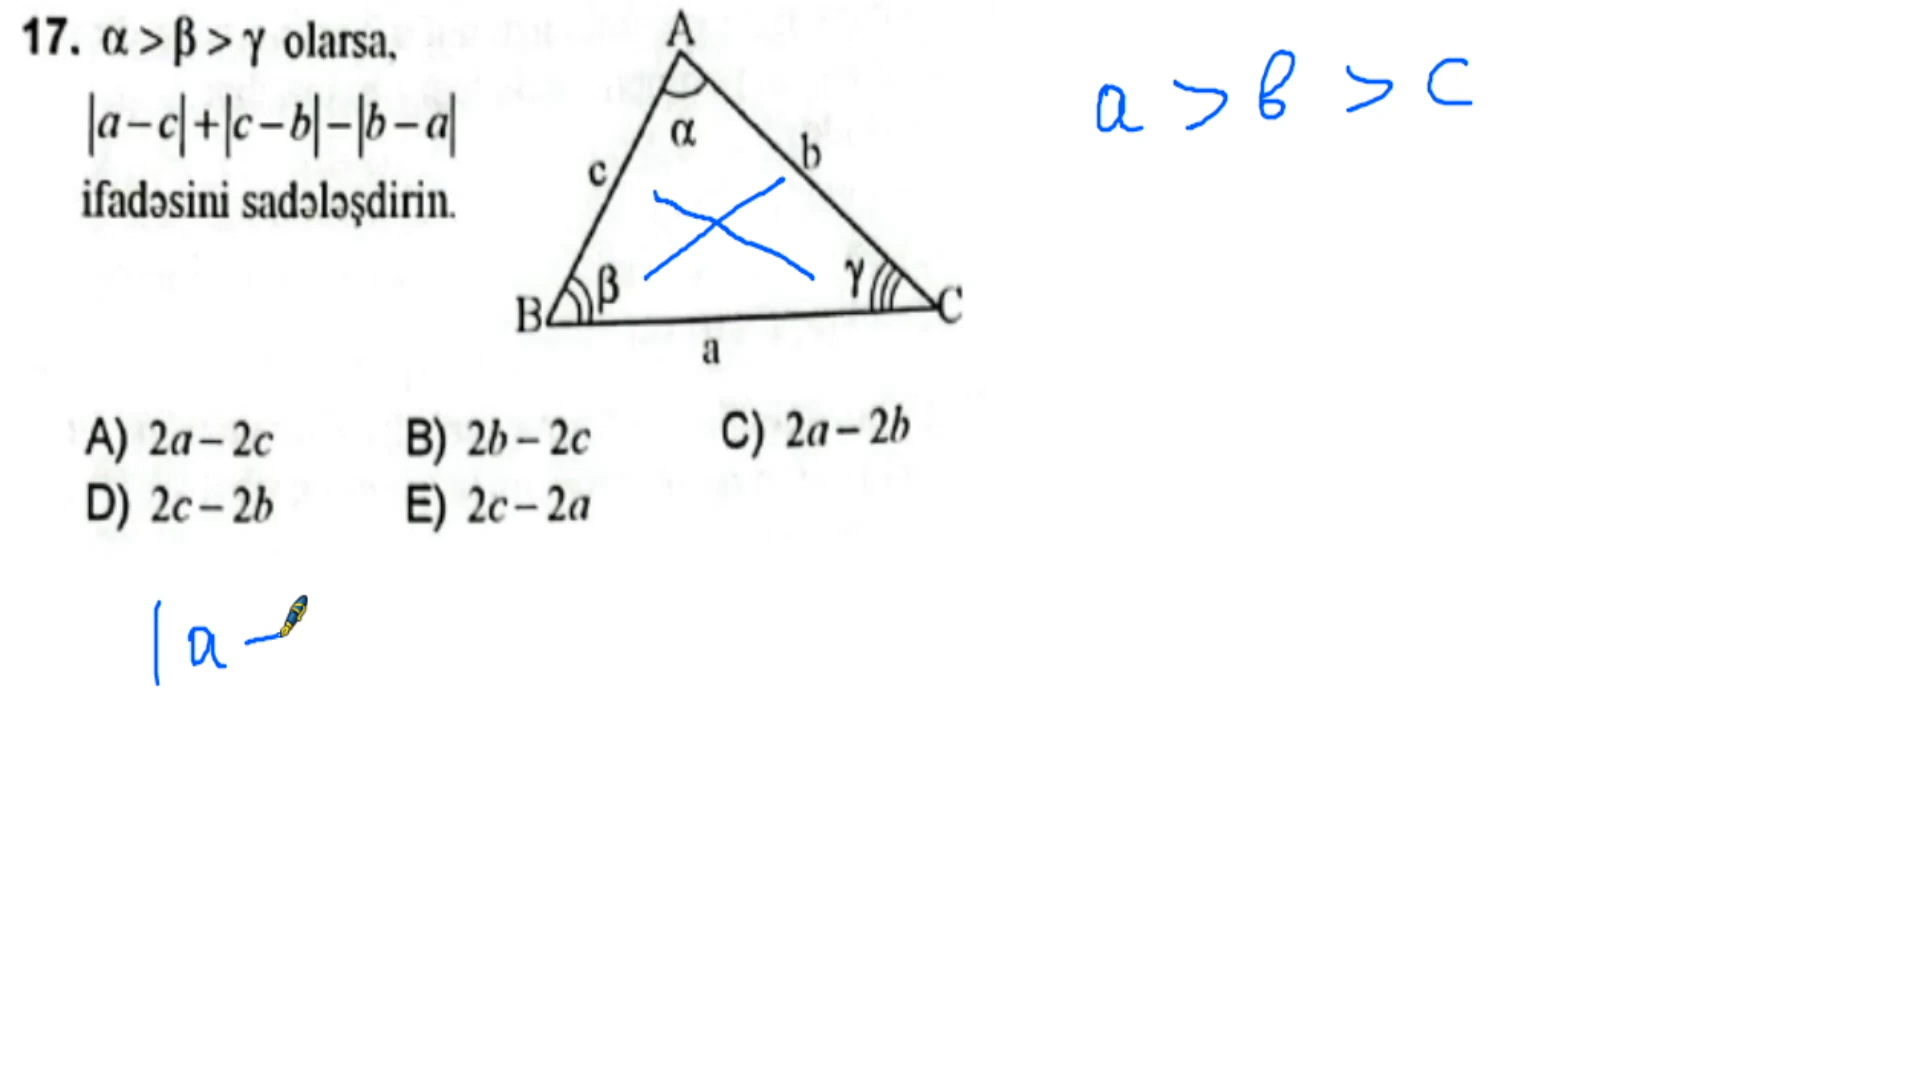 17. α > β > γ olarsa,
|a – c| + |c – b| – |b – a|
ifadəsini sadələşdirin.
A
α
c
b
B
β
γ
C
a
a > b > c
A) 2a – 2c B) 2b – 2c C) 2a – 2b
D) 2c – 2b E) 2c – 2a
| a –